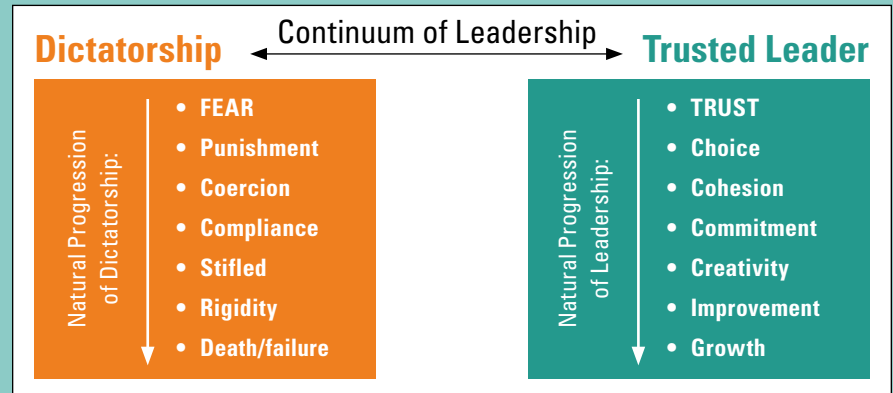 Continuum of Leadership
Dictatorship
Trusted Leader
Natural Progression
of Dictatorship:
• FEAR
• Punishment
• Coercion
• Compliance
• Stifled
• Rigidity
• Death/failure
Natural Progression
of Leadership:
• TRUST
• Choice
• Cohesion
• Commitment
• Creativity
• Improvement
• Growth